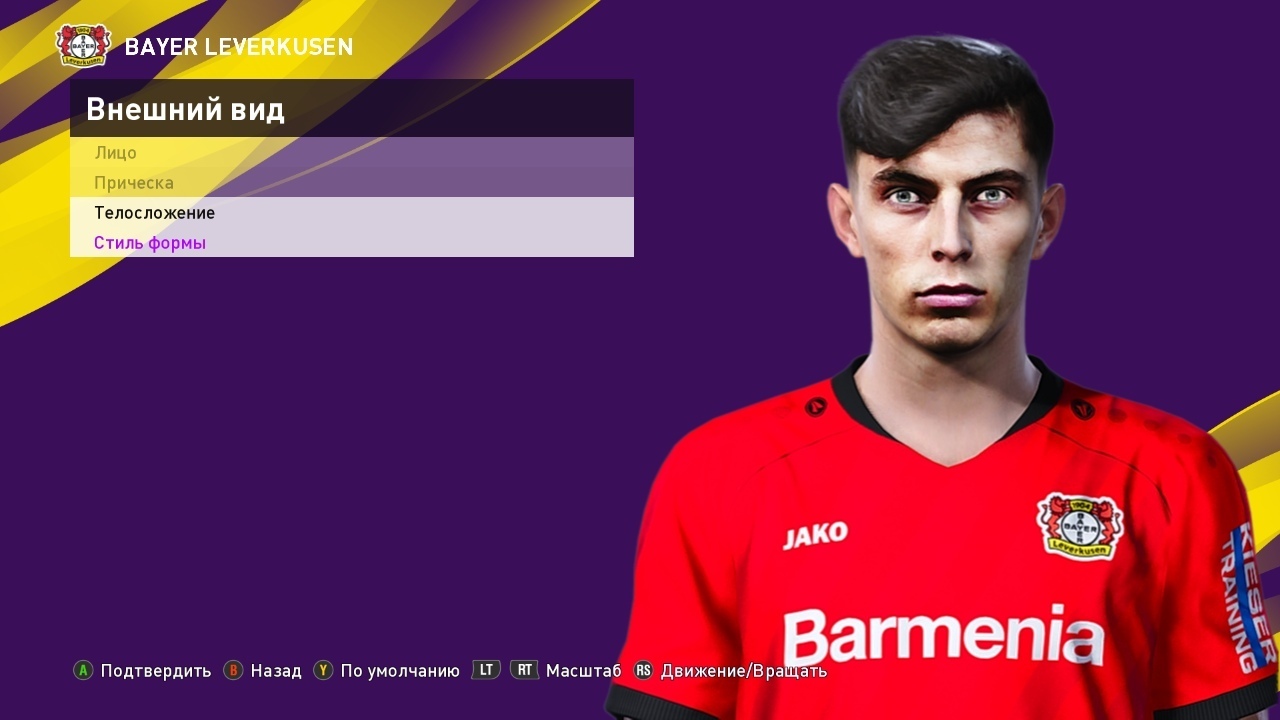 BAYER LEVERKUSEN
Внешний вид
Лицо
Прическа
Телосложение
Стиль формы
JAKO
1904
BAYER
BAYER
Leverkusen
KIESER
TRAINING
Barmenia
A Подтвердить B Назад Y По умолчанию LT RT Масштаб RS Движение/Вращать